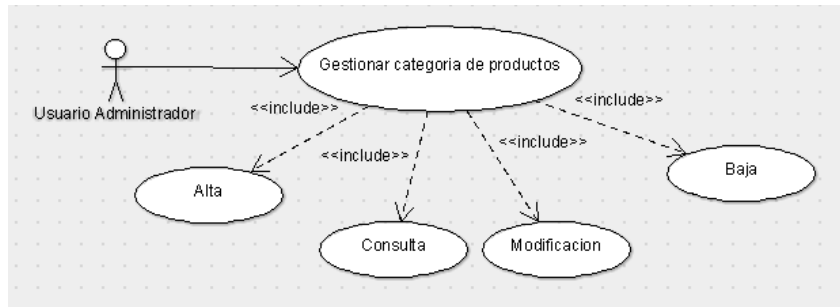 Gestionar categoria de productos
Usuario Administrador
<<include>>
<<include>>
<<include>>
<<include>>
Alta
Baja
Consulta
Modificacion